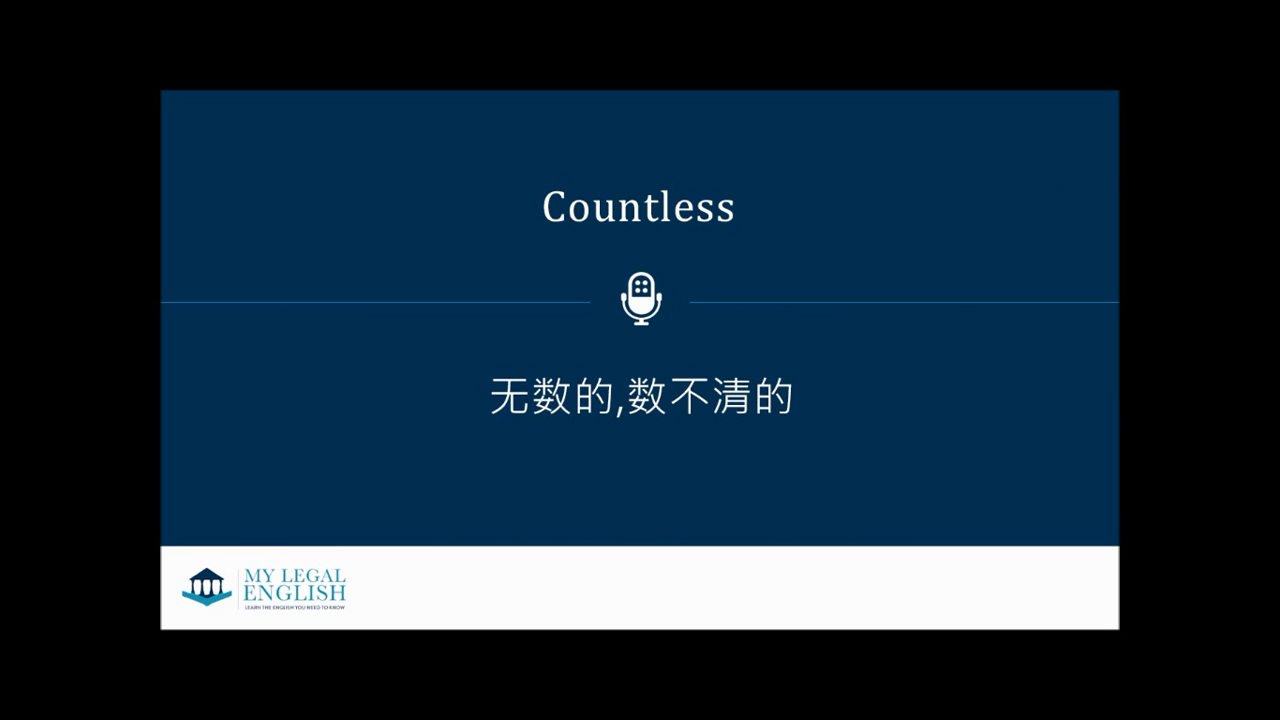 Countless
无数的,数不清的
MY LEGAL
ENGLISH
LEARN THE ENGLISH YOU NEED TO KNOW